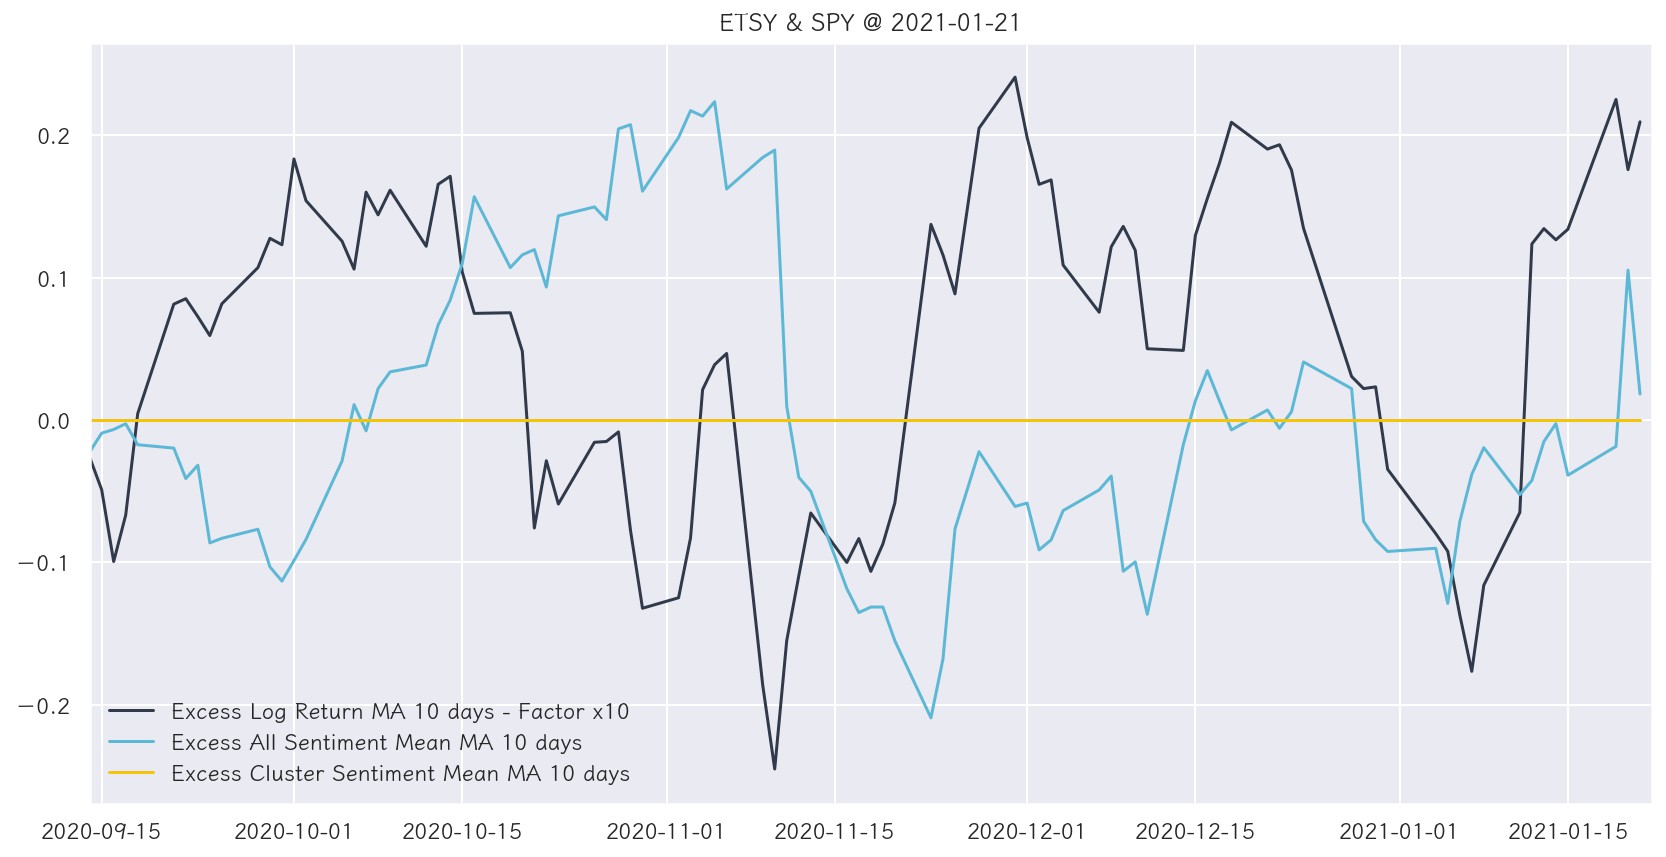 ETSY & SPY @ 2021-01-21
0.2
0.1
0.0
−0.1
−0.2
Excess Log Return MA 10 days - Factor x10
Excess All Sentiment Mean MA 10 days
Excess Cluster Sentiment Mean MA 10 days
2020-09-15 2020-10-01 2020-10-15 2020-11-01 2020-11-15 2020-12-01 2020-12-15 2021-01-01 2021-01-15